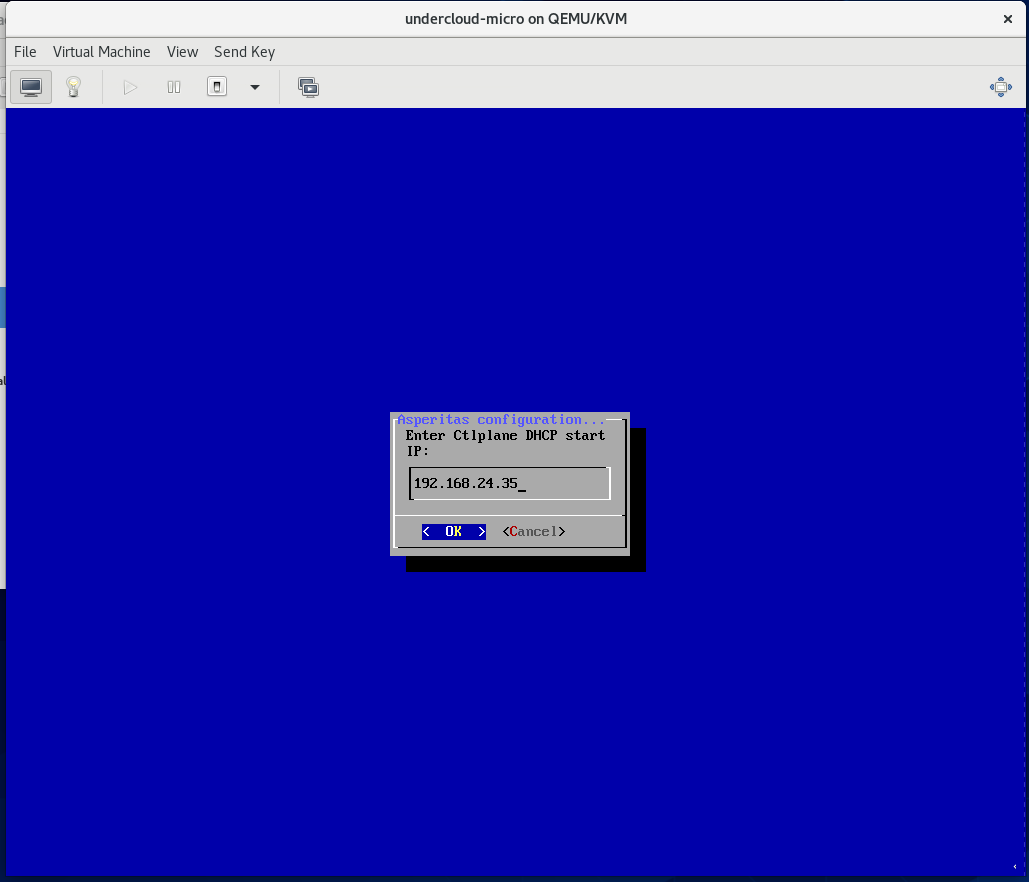 undercloud-micro on QEMU/KVM
File Virtual Machine View Send Key
Asperitas configuration...
Enter Ctlplane DHCP start
IP:
192.168.24.35_
< OK > <Cancel>